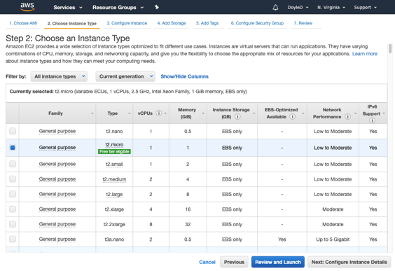 aws Services Resource Groups DoyleD N. Virginia Support
1. Choose AMI 2. Choose Instance Type 3. Configure Instance 4. Add Storage 5. Add Tags 6. Configure Security Group 7. Review
Step 2: Choose an Instance Type
Amazon EC2 provides a wide selection of instance types optimized to fit different use cases. Instances are virtual servers that can run applications. They have varying
combinations of CPU, memory, storage, and networking capacity, and give you the flexibility to choose the appropriate mix of resources for your applications. Learn more
about instance types and how they can meet your computing needs.
Filter by: All instance types Current generation Show/Hide Columns
Currently selected: t2.micro (Variable ECUs, 1 vCPUs, 2.5 GHz, Intel Xeon Family, 1 GiB memory, EBS only)
Family Type vCPUs Memory (GiB) Instance Storage (GB) EBS-Optimized Available Network Performance IPv6 Support
General purpose t2.nano 1 0.5 EBS only - Low to Moderate Yes
General purpose t2.micro Free tier eligible 1 1 EBS only - Low to Moderate Yes
General purpose t2.small 1 2 EBS only - Low to Moderate Yes
General purpose t2.medium 2 4 EBS only - Low to Moderate Yes
General purpose t2.large 2 8 EBS only - Low to Moderate Yes
General purpose t2.xlarge 4 16 EBS only - Moderate Yes
General purpose t2.2xlarge 8 32 EBS only - Moderate Yes
General purpose t3a.nano 2 0.5 EBS only Yes Up to 5 Gigabit Yes
Cancel Previous Review and Launch Next: Configure Instance Details